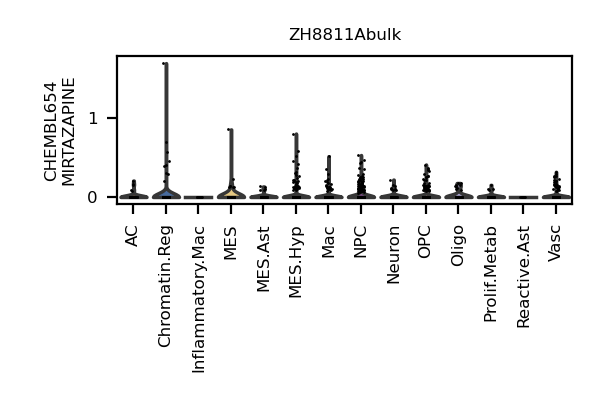 ZH8811Abulk
CHEMBL654
MIRTAZAPINE
1
0
AC
Chromatin.Reg
Inflammatory.Mac
MES
MES.Ast
MES.Hyp
Mac
NPC
Neuron
OPC
Oligo
Prolif.Metab
Reactive.Ast
Vasc